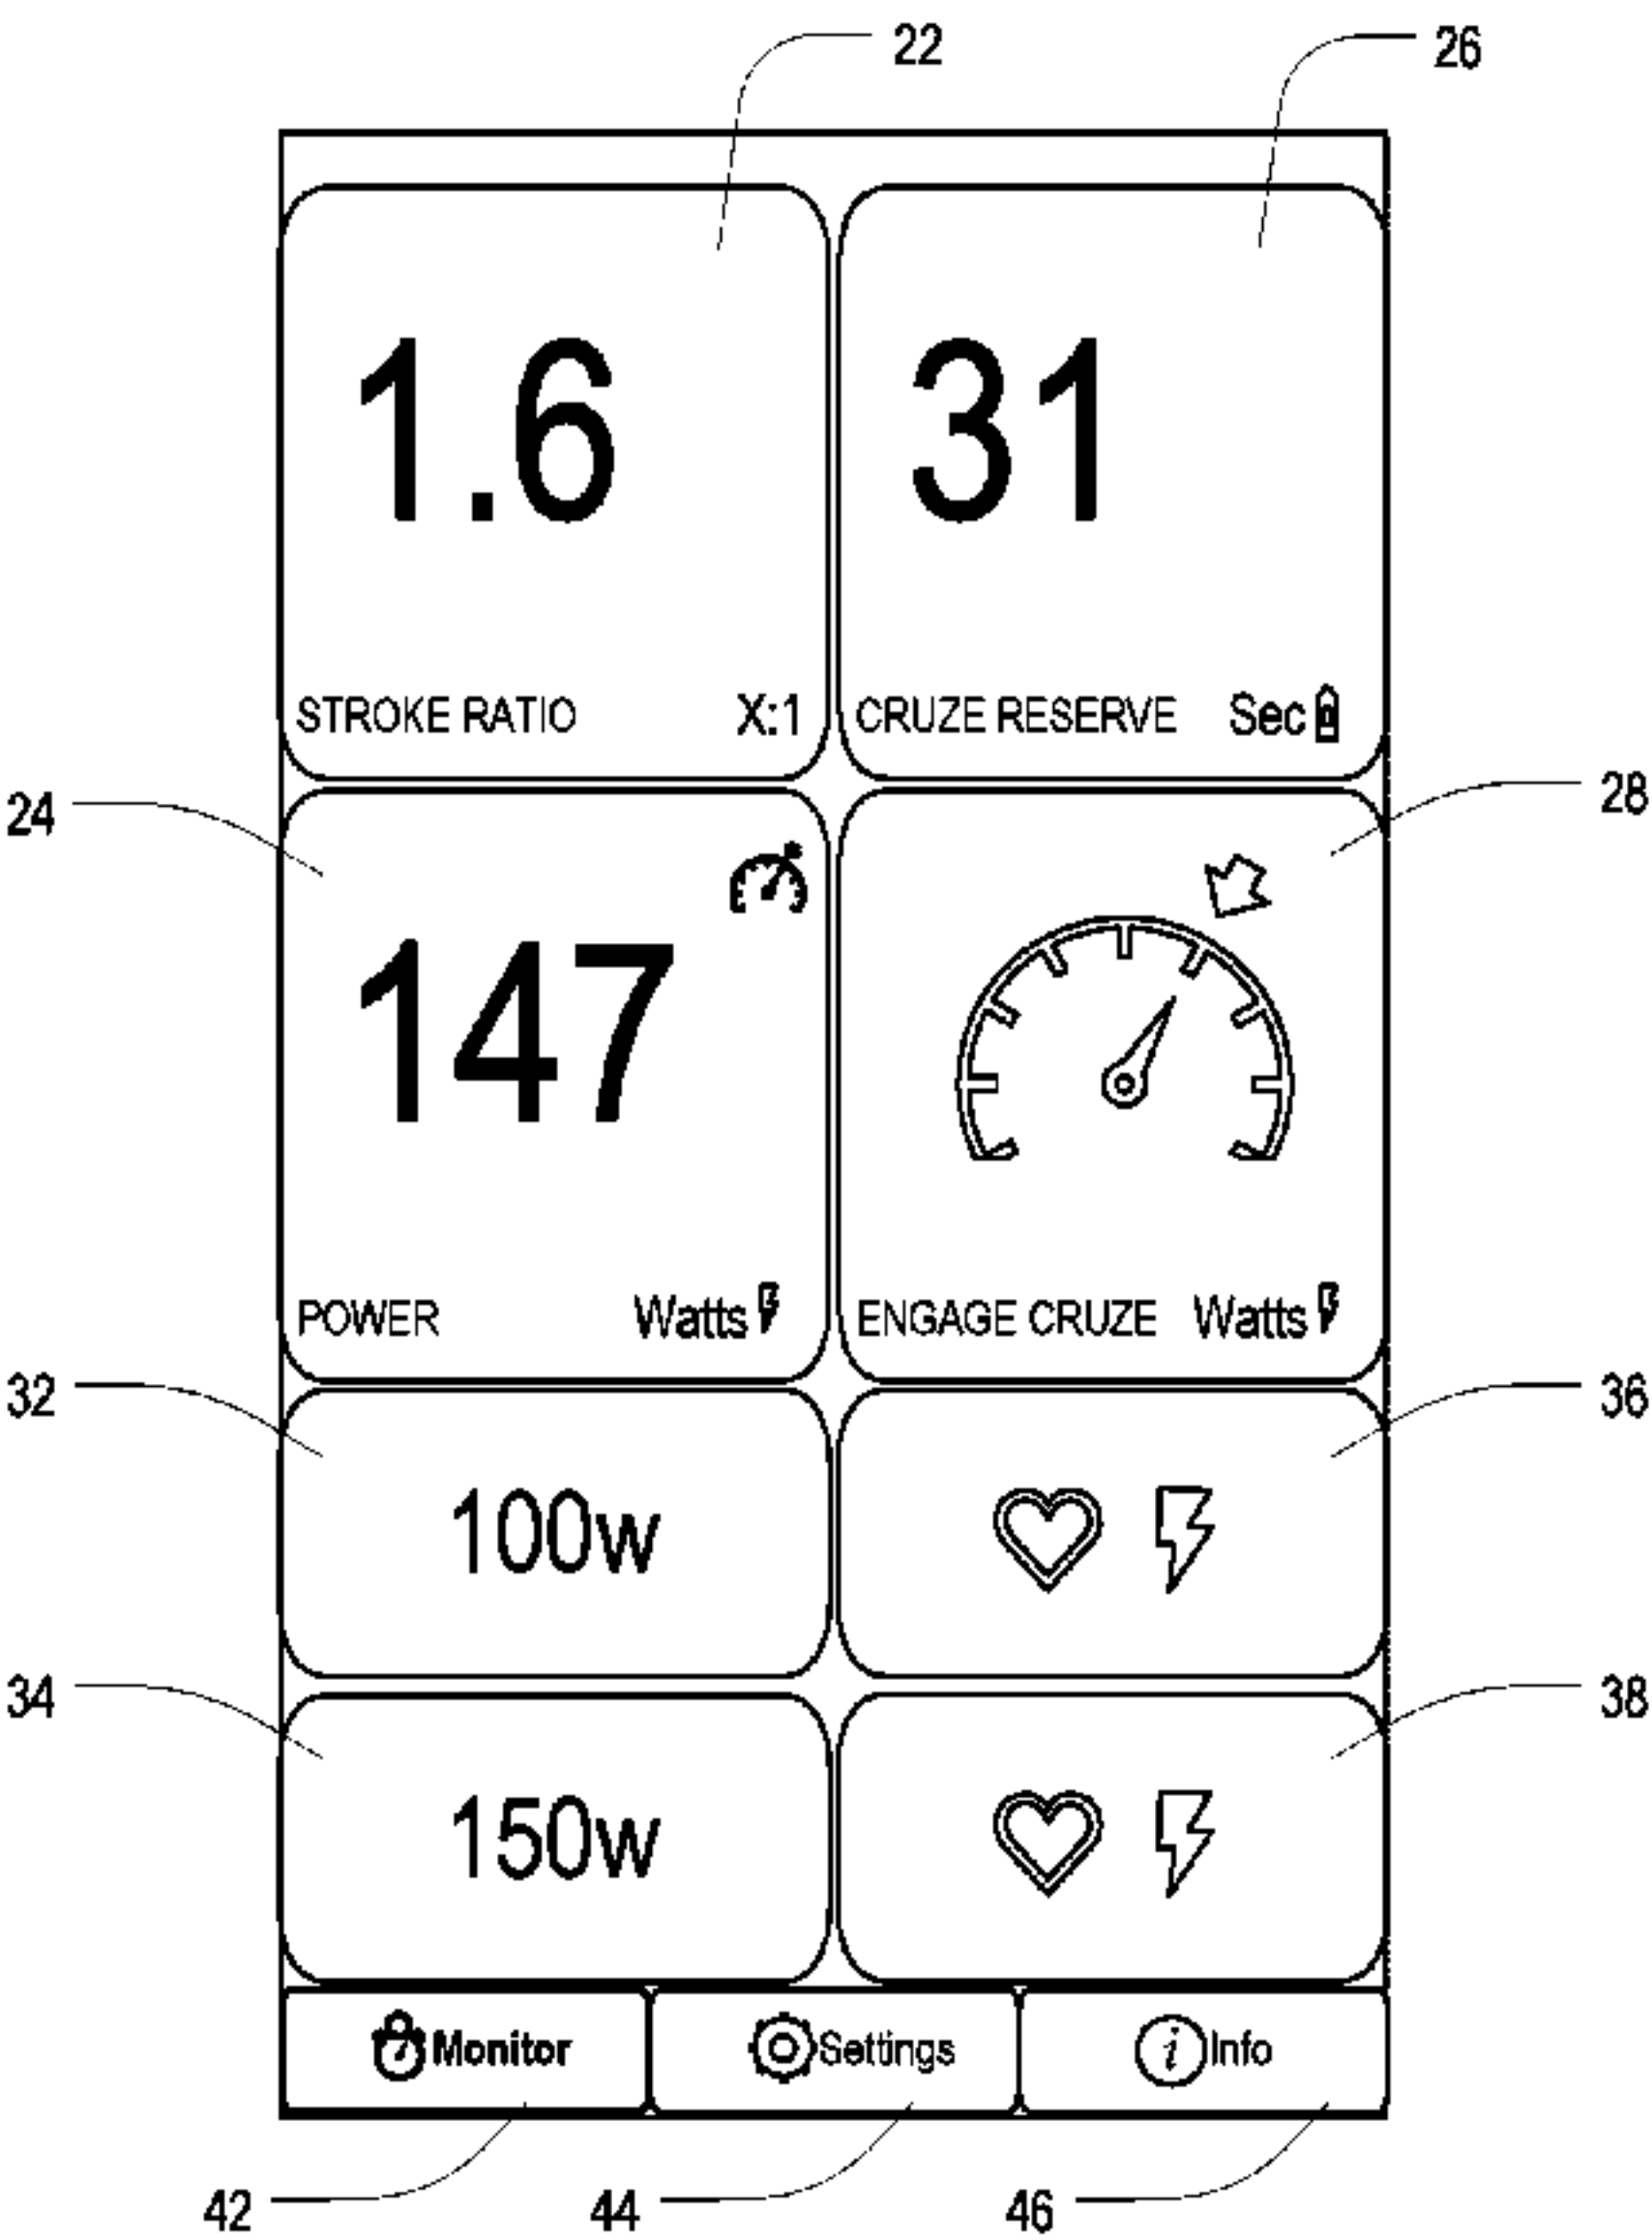 22 26
1.6 31
STROKE RATIO X:1 CRUZE RESERVE Sec
24 28
147
POWER Watts ENGAGE CRUZE Watts
32 36
100w
34 38
150w
Monitor Settings i Info
42 44 46